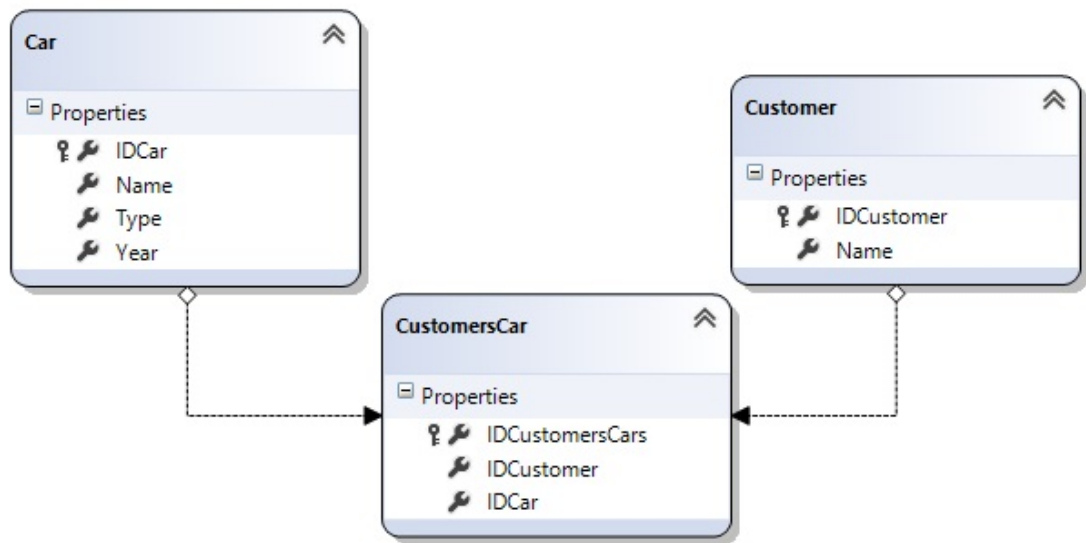 Car
Properties
IDCar
Name
Type
Year
Customer
Properties
IDCustomer
Name
CustomersCar
Properties
IDCustomersCars
IDCustomer
IDCar